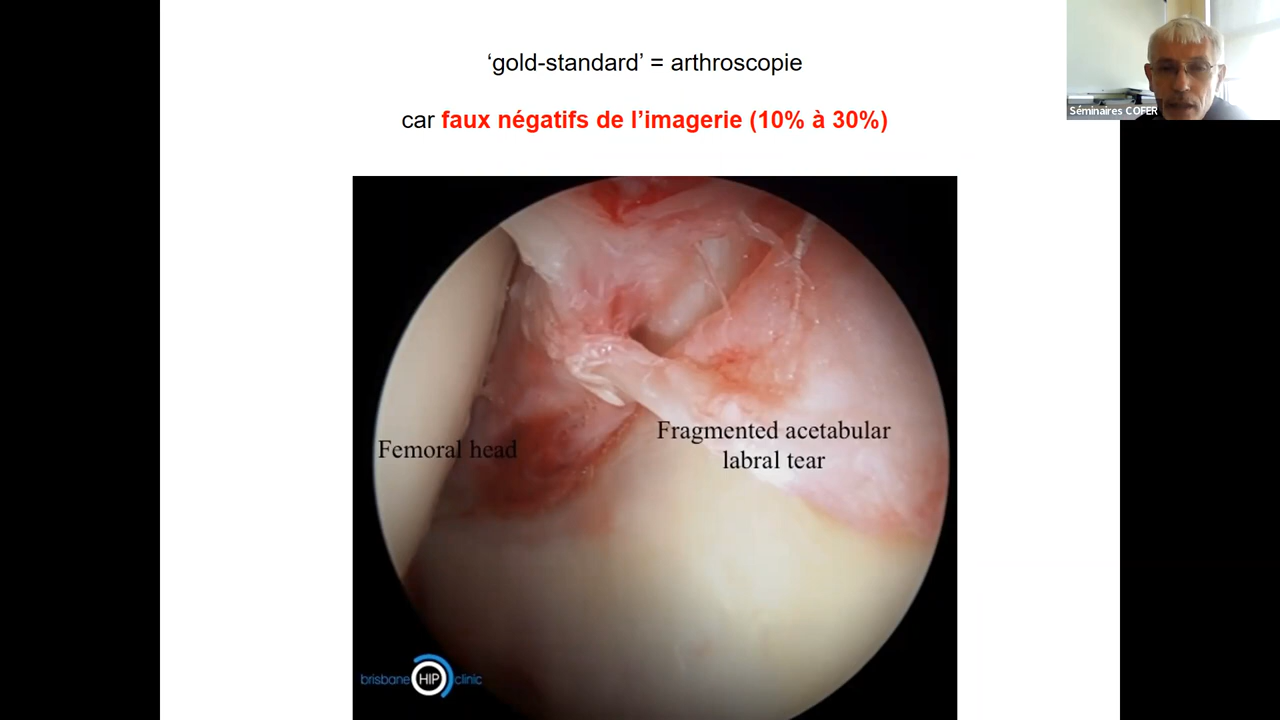 ‘gold-standard’ = arthroscopie
car faux négatifs de l’imagerie (10% à 30%)
Séminaires COFER
Femoral head
Fragmented acetabular
labral tear
brisbane HIP clinic